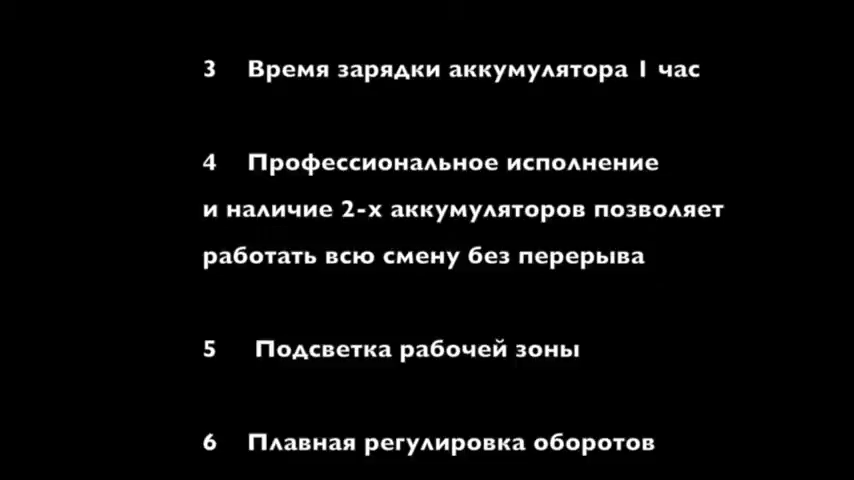 3 Время зарядки аккумулятора 1 час
4 Профессиональное исполнение
и наличие 2-х аккумуляторов позволяет
работать всю смену без перерыва
5 Подсветка рабочей зоны
6 Плавная регулировка оборотов